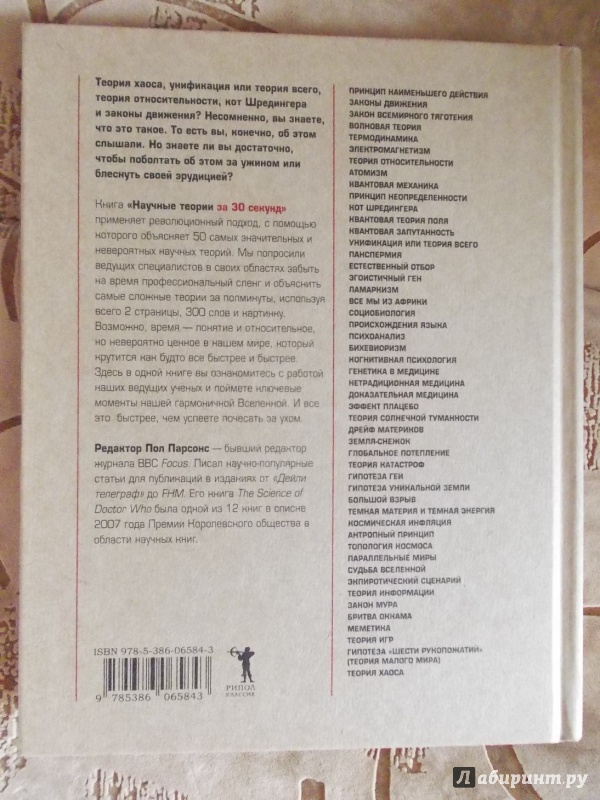 Теория хаоса, унификация или теория всего,
теория относительности, кот Шредингера
и законы движения? Несомненно, вы знаете,
что это такое. То есть вы, конечно, об этом
слышали. Но знаете ли вы достаточно,
чтобы поболтать об этом за ужином или
блеснуть своей эрудицией?
Книга «Научные теории за 30 секунд»
применяет революционный подход, с помощью
которого объясняет 50 самых значительных и
невероятных научных теорий. Мы попросили
ведущих специалистов в своих областях забыть
на время профессиональный сленг и объяснить
самые сложные теории за полминуты, используя
всего 2 страницы, 300 слов и картинку.
Возможно, время — понятие и относительное,
но невероятно ценное в нашем мире, который
крутится как будто все быстрее и быстрее.
Здесь в одной книге вы ознакомитесь с работой
наших ведущих ученых и поймете ключевые
моменты нашей гармоничной Вселенной. И все
это быстрее, чем успеете почесать за ухом.
Редактор Пол Парсонс — бывший редактор
журнала BBC Focus. Писал научно-популярные
статьи для публикаций в изданиях от «Дейли
телеграф» до FHM. Его книга The Science of
Doctor Who была одной из 12 книг в списке
2007 года Премии Королевского общества в
области научных книг.
ISBN 978-5-386-06584-3
9 785386 065843
РИПОЛ
КЛАССИК
ПРИНЦИП НАИМЕНЬШЕГО ДЕЙСТВИЯ
ЗАКОНЫ ДВИЖЕНИЯ
ЗАКОН ВСЕМИРНОГО ТЯГОТЕНИЯ
ВОЛНОВАЯ ТЕОРИЯ
ТЕРМОДИНАМИКА
ЭЛЕКТРОМАГНЕТИЗМ
ТЕОРИЯ ОТНОСИТЕЛЬНОСТИ
АТОМИЗМ
КВАНТОВАЯ МЕХАНИКА
ПРИНЦИП НЕОПРЕДЕЛЕННОСТИ
КОТ ШРЕДИНГЕРА
КВАНТОВАЯ ТЕОРИЯ ПОЛЯ
КВАНТОВАЯ ЗАПУТАННОСТЬ
УНИФИКАЦИЯ ИЛИ ТЕОРИЯ ВСЕГО
ПАНСПЕРМИЯ
ЕСТЕСТВЕННЫЙ ОТБОР
ЭГОИСТИЧНЫЙ ГЕН
ЛАМАРКИЗМ
ВСЕ МЫ ИЗ АФРИКИ
СОЦИОБИОЛОГИЯ
ПРОИСХОЖДЕНИЯ ЯЗЫКА
ПСИХОАНАЛИЗ
БИХЕВИОРИЗМ
КОГНИТИВНАЯ ПСИХОЛОГИЯ
ГЕНЕТИКА В МЕДИЦИНЕ
НЕТРАДИЦИОННАЯ МЕДИЦИНА
ДОКАЗАТЕЛЬНАЯ МЕДИЦИНА
ЭФФЕКТ ПЛАЦЕБО
ТЕОРИЯ СОЛНЕЧНОЙ ТУМАННОСТИ
ДРЕЙФ МАТЕРИКОВ
ЗЕМЛЯ-СНЕЖОК
ГЛОБАЛЬНОЕ ПОТЕПЛЕНИЕ
ТЕОРИЯ КАТАСТРОФ
ГИПОТЕЗА ГЕИ
ГИПОТЕЗА УНИКАЛЬНОЙ ЗЕМЛИ
БОЛЬШОЙ ВЗРЫВ
ТЕМНАЯ МАТЕРИЯ И ТЕМНАЯ ЭНЕРГИЯ
КОСМИЧЕСКАЯ ИНФЛЯЦИЯ
АНТРОПНЫЙ ПРИНЦИП
ТОПОЛОГИЯ КОСМОСА
ПАРАЛЛЕЛЬНЫЕ МИРЫ
СУДЬБА ВСЕЛЕННОЙ
ЭКПИРОТИЧЕСКИЙ СЦЕНАРИЙ
ТЕОРИЯ ИНФОРМАЦИИ
ЗАКОН МУРА
БРИТВА ОККАМА
МЕМЕТИКА
ТЕОРИЯ ИГР
ГИПОТЕЗА «ШЕСТИ РУКОПОЖАТИЙ»
(ТЕОРИЯ МАЛОГО МИРА)
ТЕОРИЯ ХАОСА
Лабиринт.ру